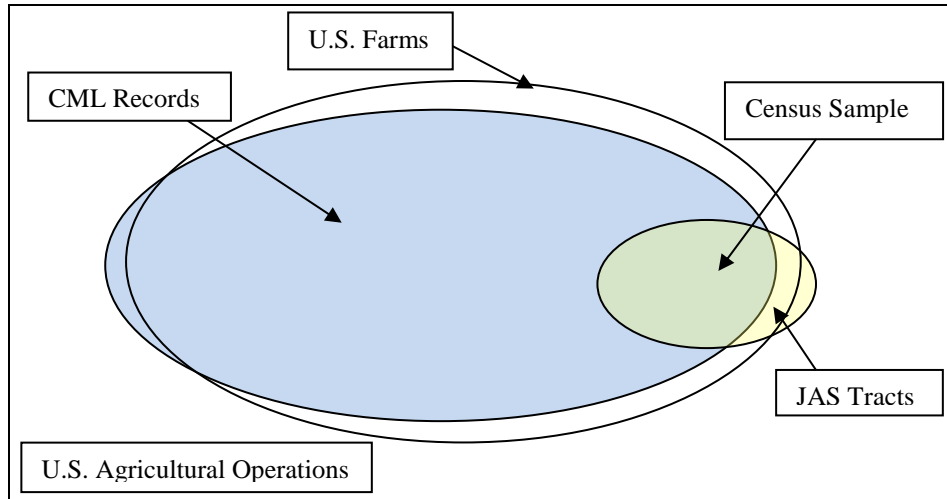 U.S. Farms
CML Records
Census Sample
JAS Tracts
U.S. Agricultural Operations